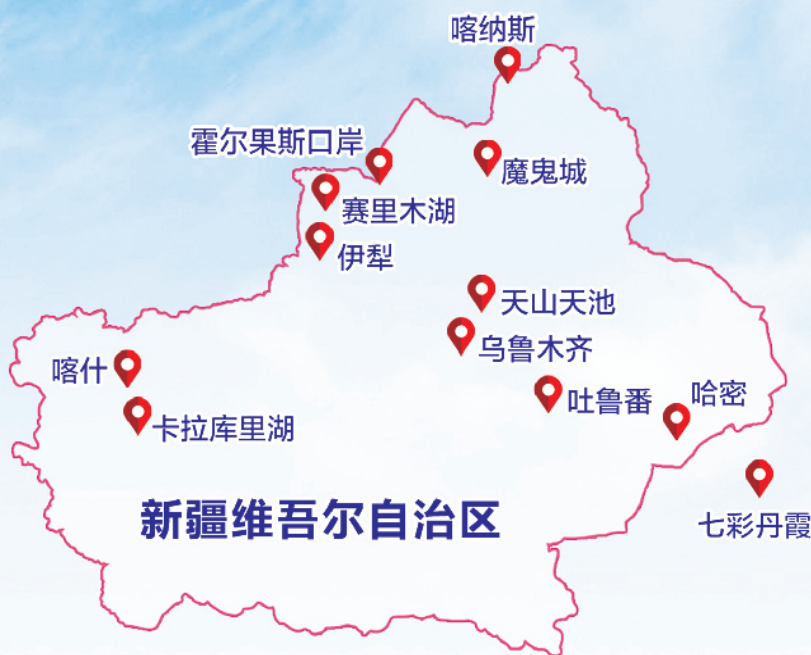 喀纳斯
霍尔果斯口岸
魔鬼城
赛里木湖
伊犁
天山天池
乌鲁木齐
喀什
吐鲁番
哈密
卡拉库里湖
新疆维吾尔自治区
七彩丹霞